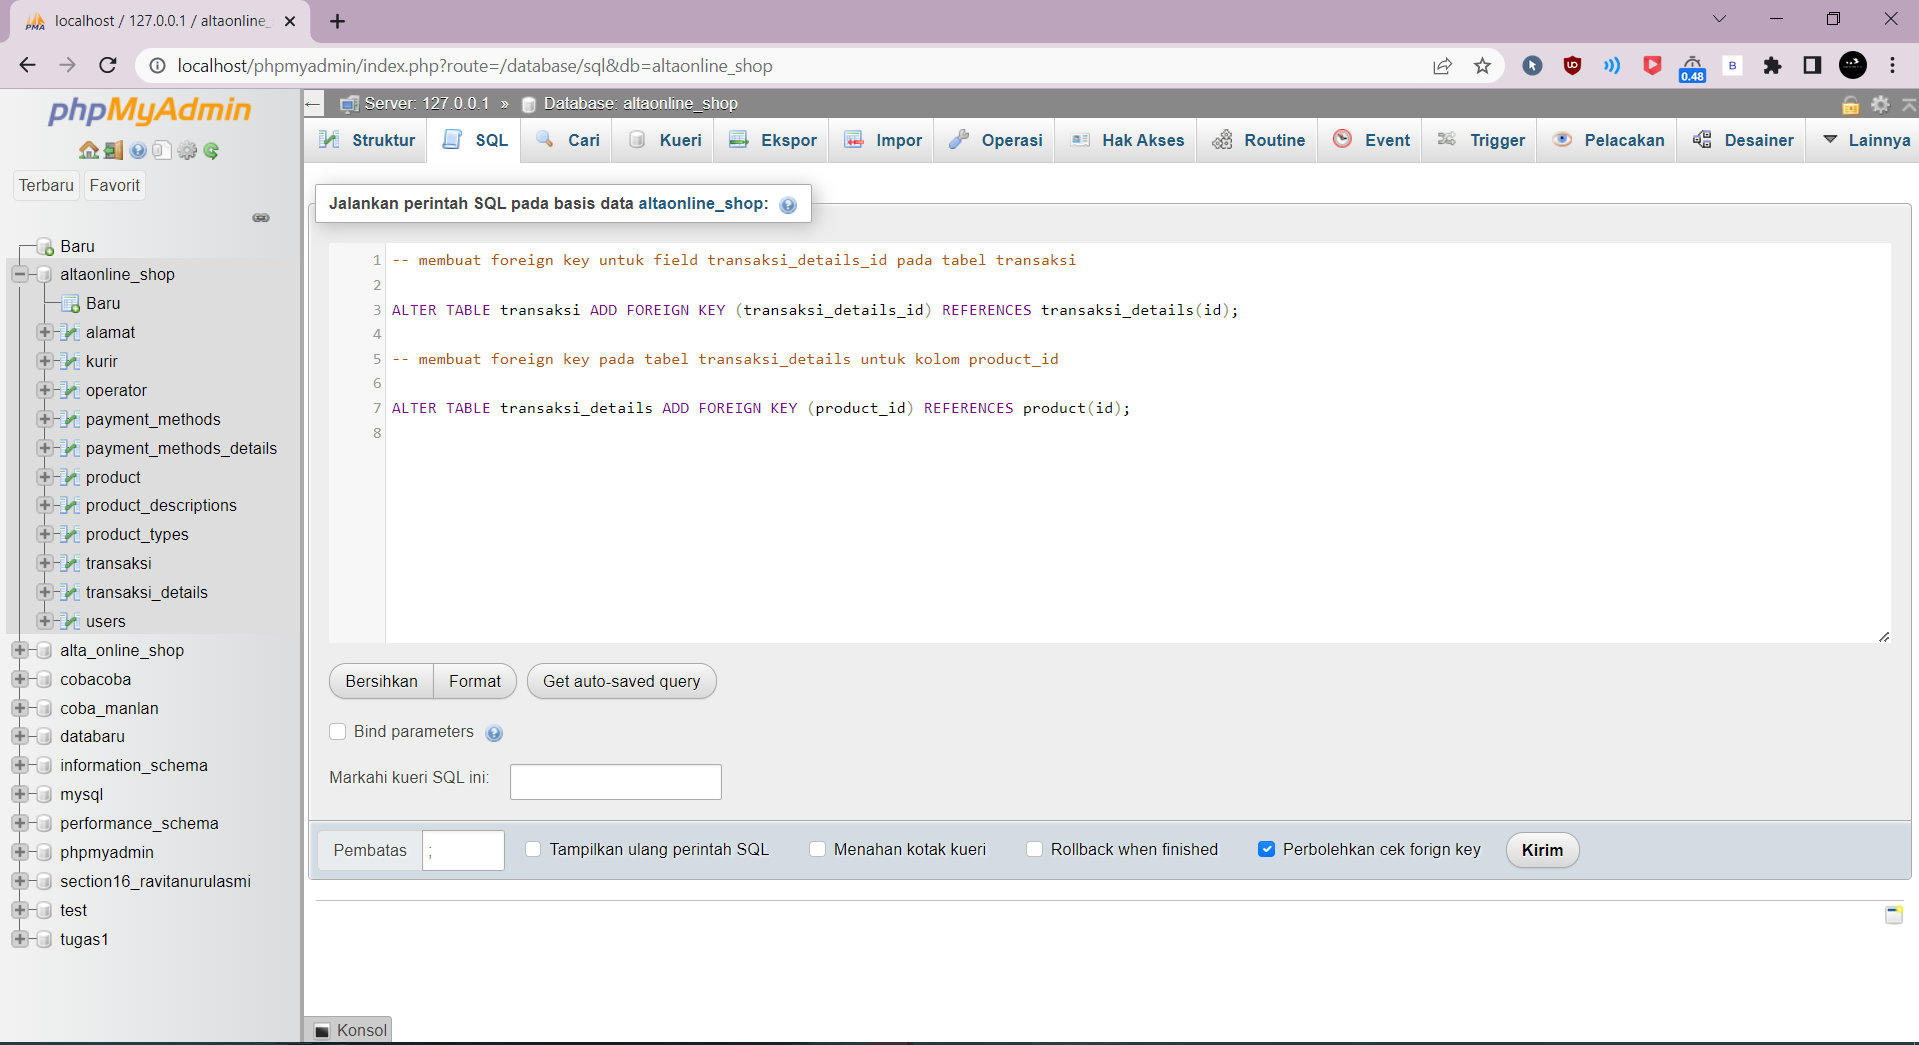 localhost / 127.0.0.1 / altaonline_
localhost/phpmyadmin/index.php?route=/database/sql&db=altaonline_shop
0.48
B
phpMyAdmin
Terbaru
Favorit
Baru
altaonline_shop
Baru
alamat
kurir
operator
payment_methods
payment_methods_details
product
product_descriptions
product_types
transaksi
transaksi_details
users
alta_online_shop
cobacoba
coba_manlan
databaru
information_schema
mysql
performance_schema
phpmyadmin
section16_ravitanurulasmi
test
tugas1
Server: 127.0.0.1 » Database: altaonline_shop
Struktur
SQL
Cari
Kueri
Ekspor
Impor
Operasi
Hak Akses
Routine
Event
Trigger
Pelacakan
Desainer
Lainnya
Jalankan perintah SQL pada basis data altaonline_shop:
1 -- membuat foreign key untuk field transaksi_details_id pada tabel transaksi
2
3 ALTER TABLE transaksi ADD FOREIGN KEY (transaksi_details_id) REFERENCES transaksi_details(id);
4
5 -- membuat foreign key pada tabel transaksi_details untuk kolom product_id
6
7 ALTER TABLE transaksi_details ADD FOREIGN KEY (product_id) REFERENCES product(id);
8
Bersihkan
Format
Get auto-saved query
Bind parameters
Markahi kueri SQL ini:
Pembatas
;
Tampilkan ulang perintah SQL
Menahan kotak kueri
Rollback when finished
Perbolehkan cek forign key
Kirim
Konsol